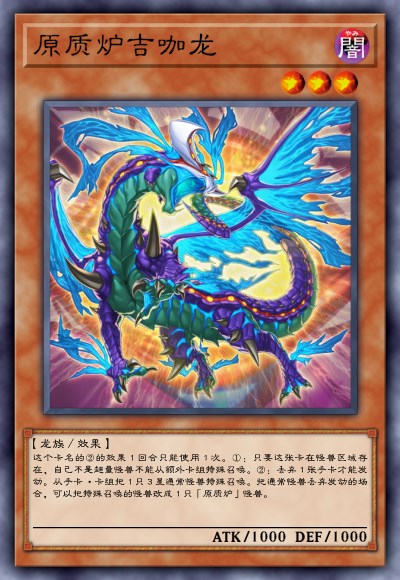 原质炉吉咖龙
やみ
闇
【龙族／效果】
这个卡名的②的效果1回合只能使用1次。①：只要这张卡在怪兽区域存
在，自己不是超量怪兽不能从额外卡组特殊召唤。②：丢弃1张手卡才能发
动。从手卡·卡组把1只3星通常怪兽特殊召唤。把通常怪兽丢弃发动的场
合，可以把特殊召唤的怪兽改成1只「原质炉」怪兽。
ATK/1000 DEF/1000